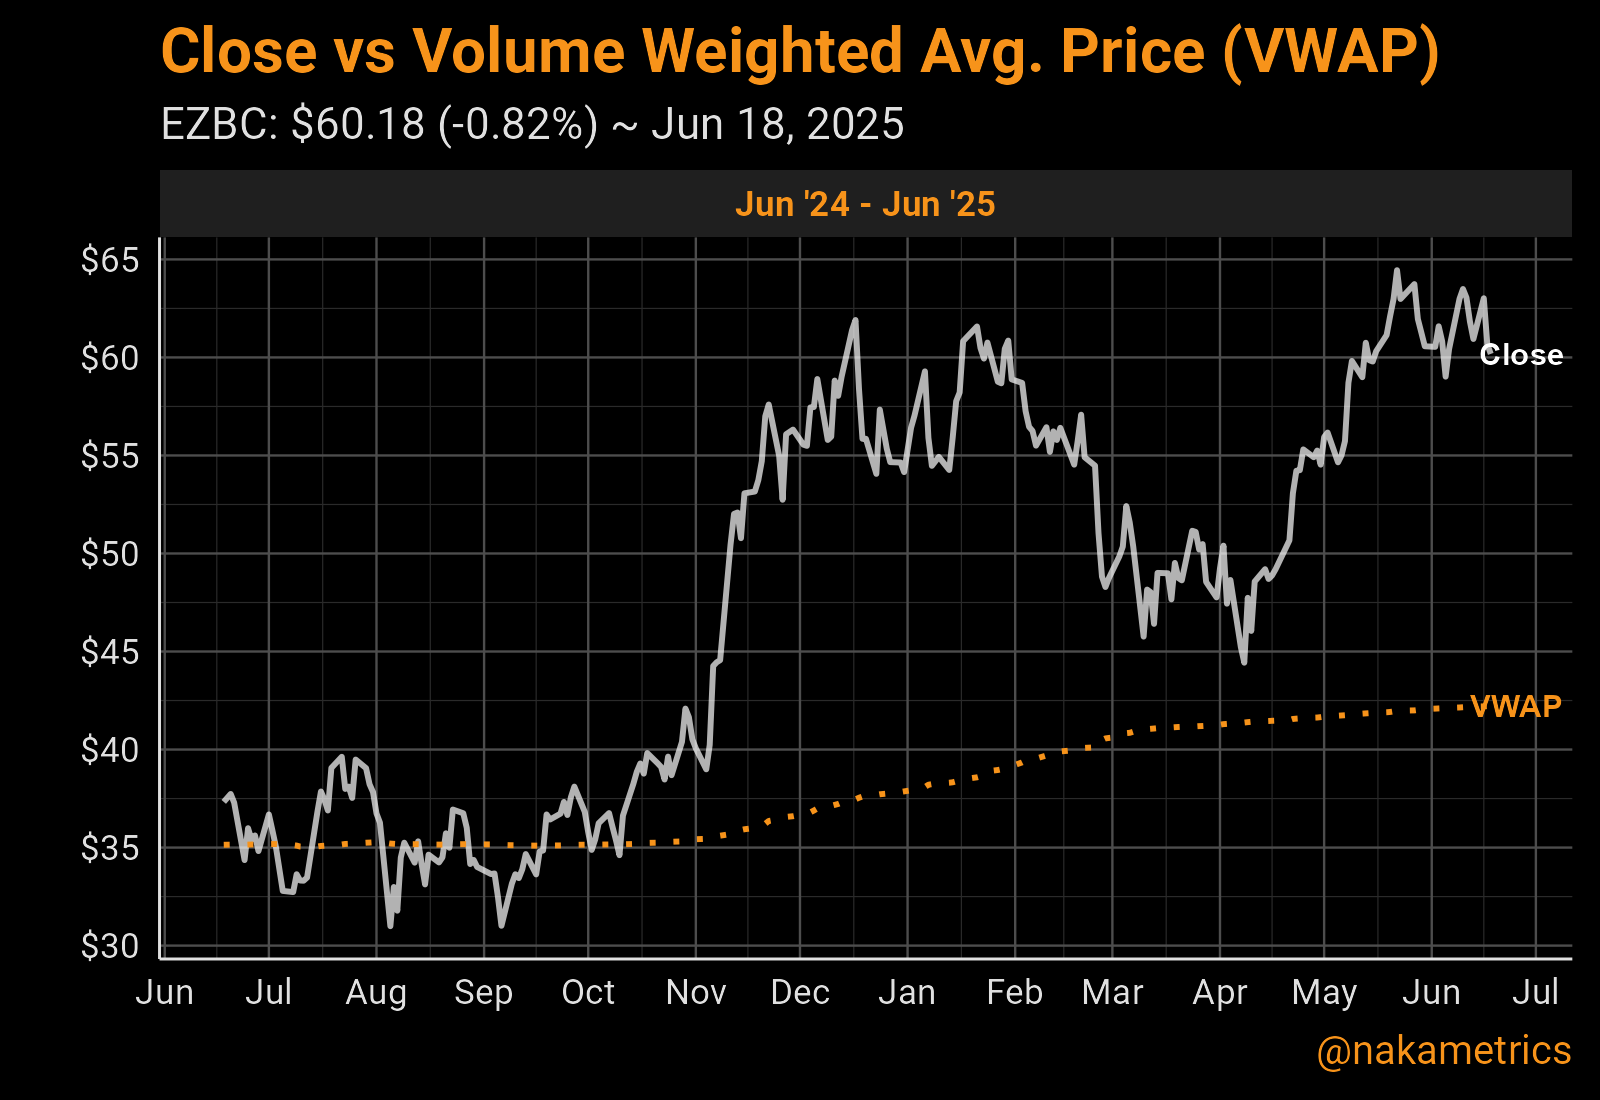 Close vs Volume Weighted Avg. Price (VWAP)
EZBC: $60.18 (-0.82%) ~ Jun 18, 2025
Jun '24 - Jun '25
$65
$60
$55
$50
$45
$40
$35
$30
Close
VWAP
Jun Jul Aug Sep Oct Nov Dec Jan Feb Mar Apr May Jun Jul
@nakametrics